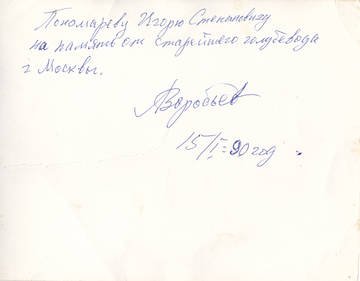 Пономареву Игорю Степановичу
на память от старейшего голубевода
г Москвы.
Воробьев
15/I-90 год